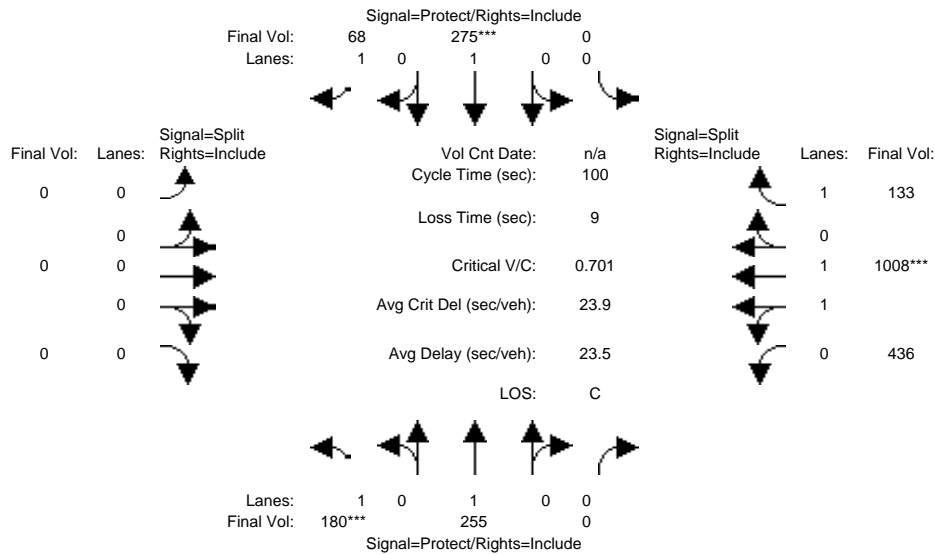 Signal=Protect/Rights=Include
Final Vol: 68 275*** 0
Lanes: 1 0 1 0 0
Signal=Split Signal=Split
Final Vol: Lanes: Rights=Include Vol Cnt Date: n/a Rights=Include Lanes: Final Vol:
Cycle Time (sec): 100
0 0 1 133
Loss Time (sec): 9
0 0
0 0 Critical V/C: 0.701 1 1008***
0 Avg Crit Del (sec/veh): 23.9 1
0 0 Avg Delay (sec/veh): 23.5 0 436
LOS: C
Lanes: 1 0 1 0 0
Final Vol: 180*** 255 0
Signal=Protect/Rights=Include